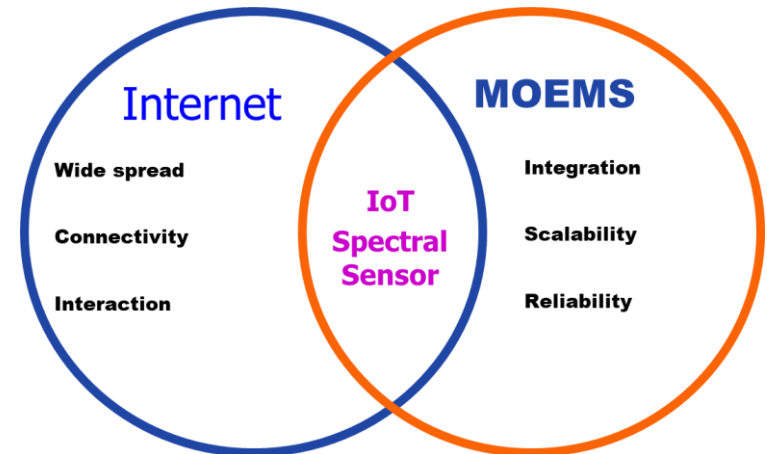 Internet
Wide spread
Connectivity
Interaction
IoT
Spectral
Sensor
MOEMS
Integration
Scalability
Reliability